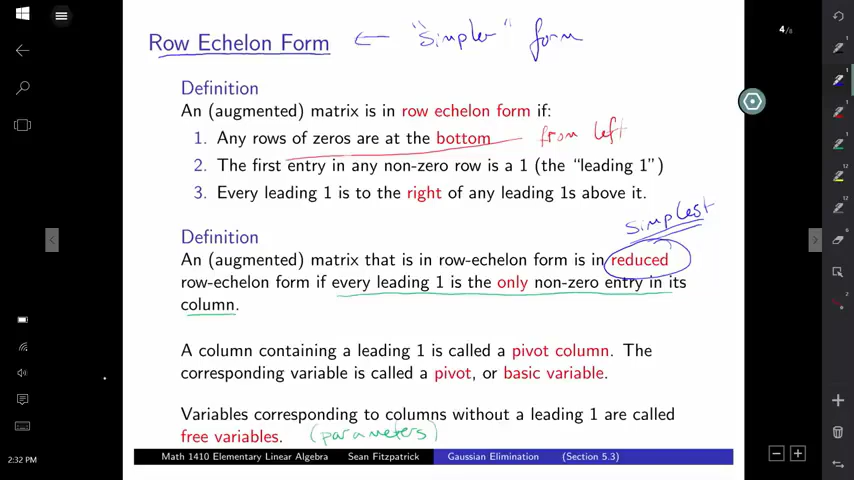 Row Echelon Form ← "simpler" form
Definition
An (augmented) matrix is in row echelon form if:
1. Any rows of zeros are at the bottom
from left
2. The first entry in any non-zero row is a 1 (the “leading 1”)
3. Every leading 1 is to the right of any leading 1s above it.
simplest
Definition
An (augmented) matrix that is in row-echelon form is in reduced
row-echelon form if every leading 1 is the only non-zero entry in its
column.
A column containing a leading 1 is called a pivot column. The
corresponding variable is called a pivot, or basic variable.
Variables corresponding to columns without a leading 1 are called
free variables. (parameters)
Math 1410 Elementary Linear Algebra Sean Fitzpatrick Gaussian Elimination (Section 5.3)
4/8
2:32 PM